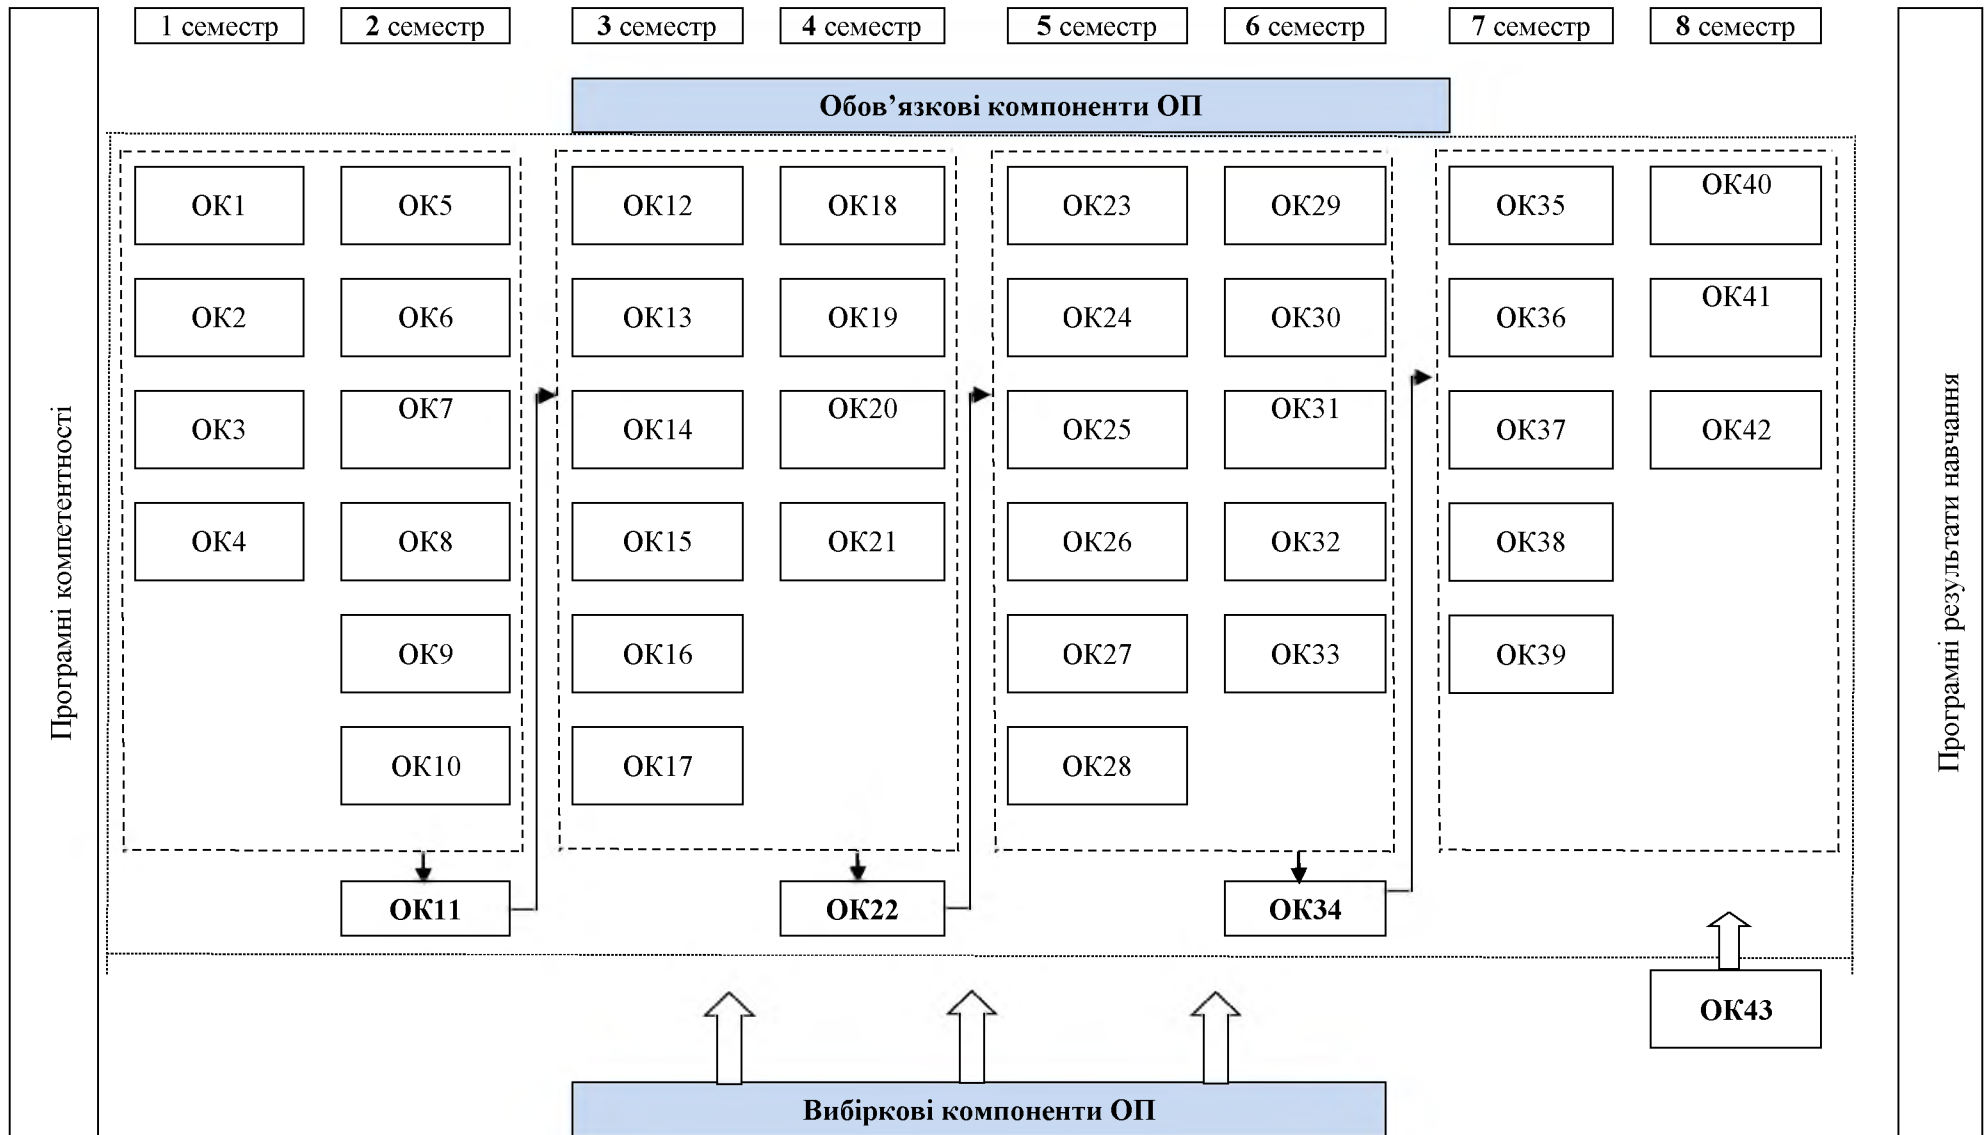 1 семестр
2 семестр
3 семестр
4 семестр
5 семестр
6 семестр
7 семестр
8 семестр
Обов’язкові компоненти ОП
Програмні компетентності
ОК1
ОК5
ОК12
ОК18
ОК23
ОК29
ОК35
ОК40
ОК2
ОК6
ОК13
ОК19
ОК24
ОК30
ОК36
ОК41
ОК3
ОК7
ОК14
ОК20
ОК25
ОК31
ОК37
ОК42
ОК4
ОК8
ОК15
ОК21
ОК26
ОК32
ОК38
ОК9
ОК16
ОК27
ОК33
ОК39
ОК10
ОК17
ОК28
ОК11
ОК22
ОК34
ОК43
Програмні результати навчання
Вибіркові компоненти ОП